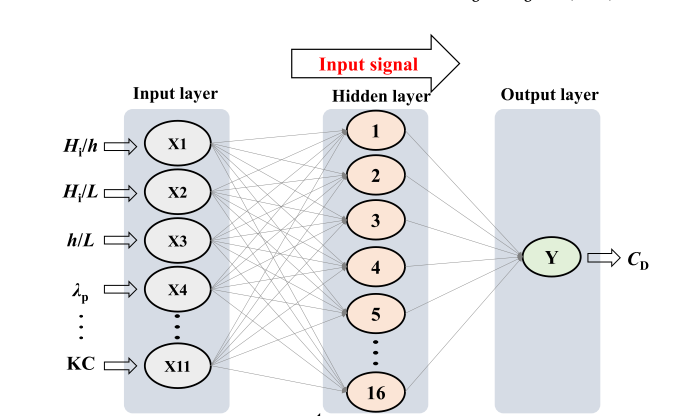 Input signal
Input layer
Hidden layer
Output layer
Hi/h
X1
1
Hi/L
X2
2
h/L
X3
3
λp
X4
4
5
Y
CD
KC
X11
16